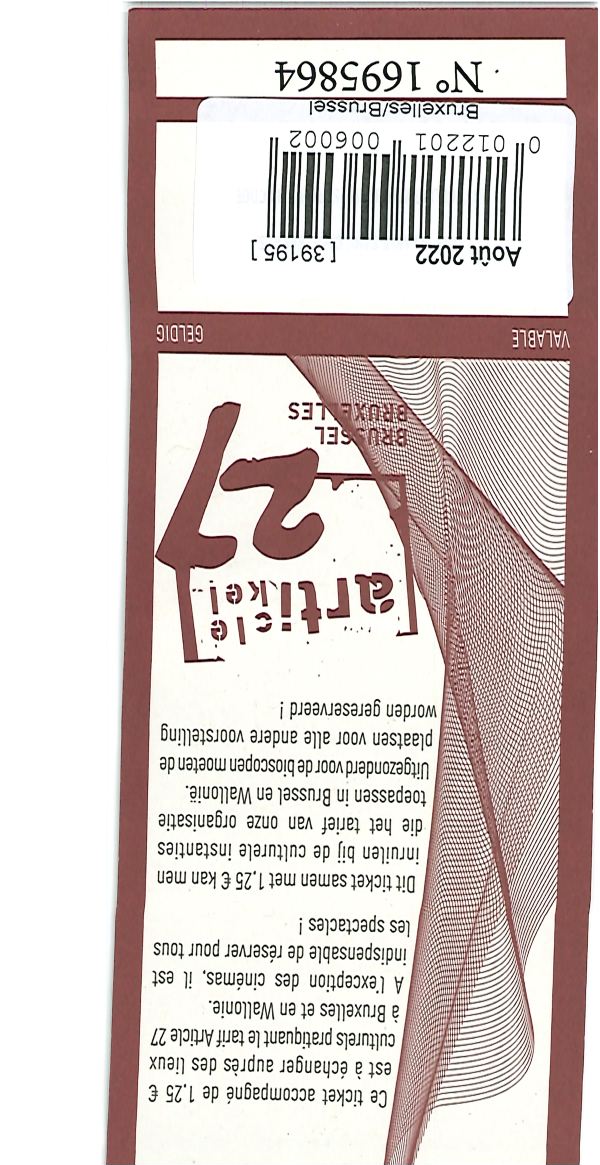 Ce ticket accompagné de 1,25 €
est à échanger auprès des lieux
culturels pratiquant le tarif Article 27
à Bruxelles et en Wallonie.
A l'exception des cinémas, il est
indispensable de réserver pour tous
les spectacles !
Dit ticket samen met 1,25 € kan men
inruilen bij de culturele instanties
die het tarief van onze organisatie
toepassen in Brussel en Wallonië.
Uitgezonderd voor de bioscopen moeten de
plaatsen voor alle andere voorstelling
worden gereserveerd !
[article
kel]
27
BRUSSEL
BRUXELLES
VALABLE GELDIG
Août 2022 [39195]
0 012201 006002
Bruxelles/Brussel
N° 1695864